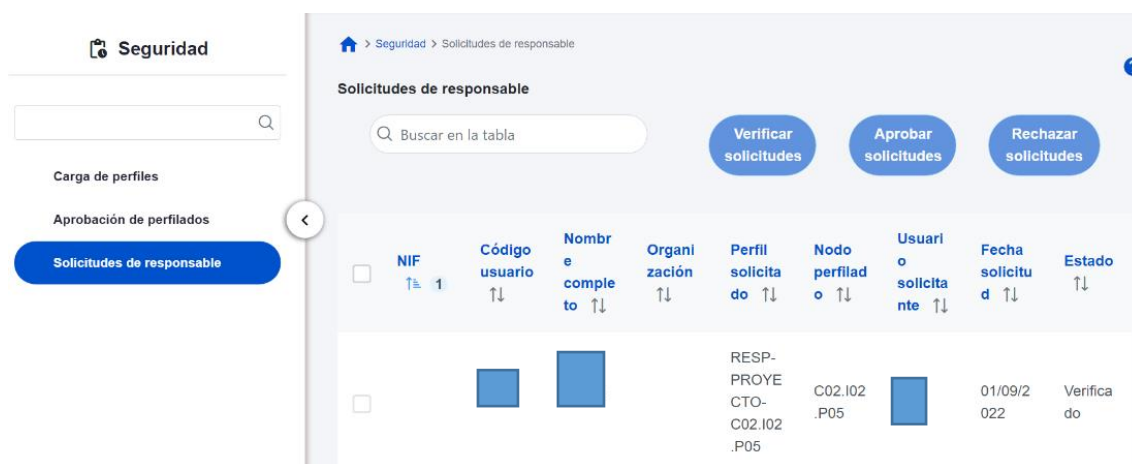 Seguridad
Carga de perfiles
Aprobación de perfilados
Solicitudes de responsable
> Seguridad > Solicitudes de responsable
Solicitudes de responsable
Buscar en la tabla
Verificar
solicitudes
Aprobar
solicitudes
Rechazar
solicitudes
NIF
1
Código
usuario
Nombr
e
comple
to
Organi
zación
Perfil
solicita
do
Nodo
perfilad
o
Usuari
o
solicita
nte
Fecha
solicitu
d
Estado
RESP-
PROYE
CTO-
C02.I02
.P05
C02.I02
.P05
01/09/2
022
Verifica
do